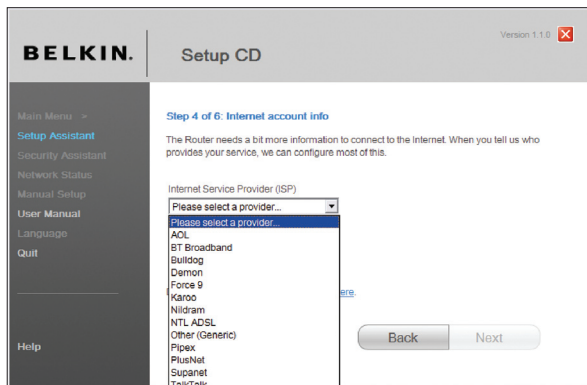 BELKIN.
Setup CD
Version 1.1.0
Main Menu >
Setup Assistant
Security Assistant
Network Status
Manual Setup
User Manual
Language
Quit
Help
Step 4 of 6: Internet account info
The Router needs a bit more information to connect to the Internet. When you tell us who
provides your service, we can configure most of this.
Internet Service Provider (ISP)
Please select a provider...
Please select a provider...
AOL
BT Broadband
Bulldog
Demon
Force 9
Karoo
Nildram
NTL ADSL
Other (Generic)
Pipex
PlusNet
Supanet
TalkTalk
ere.
Back
Next